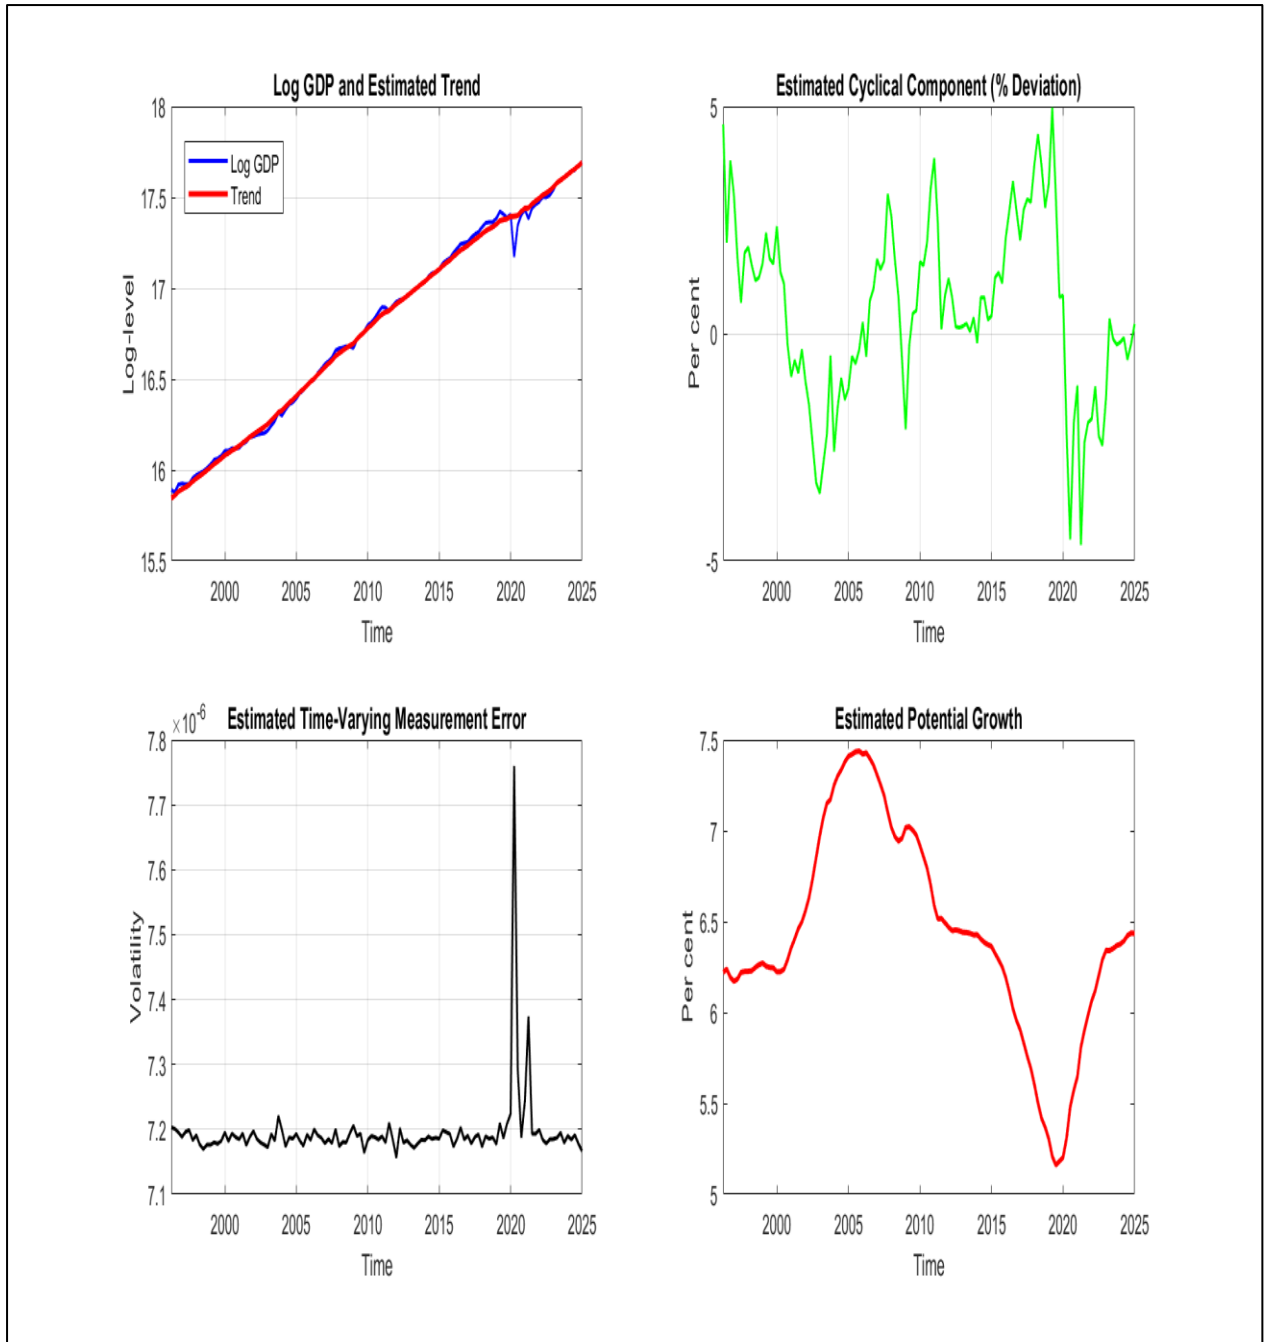 Log GDP and Estimated Trend
18
17.5
17
16.5
16
15.5
Log-level
Log GDP
Trend
2000 2005 2010 2015 2020 2025
Time
Estimated Cyclical Component (% Deviation)
5
0
-5
Per cent
2000 2005 2010 2015 2020 2025
Time
Estimated Time-Varying Measurement Error
×10⁻⁶
7.8
7.7
7.6
7.5
7.4
7.3
7.2
7.1
Volatility
2000 2005 2010 2015 2020 2025
Time
Estimated Potential Growth
7.5
7
6.5
6
5.5
5
Per cent
2000 2005 2010 2015 2020 2025
Time